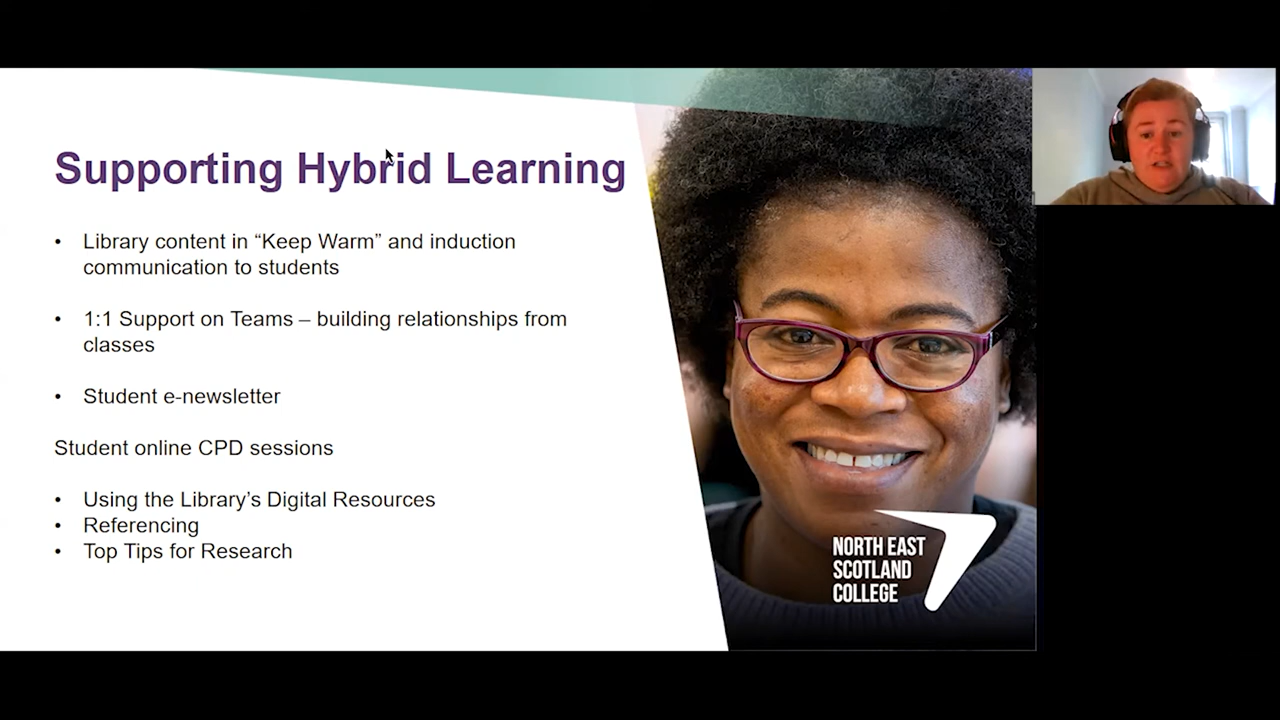 Supporting Hybrid Learning
• Library content in “Keep Warm” and induction
communication to students
• 1:1 Support on Teams – building relationships from
classes
• Student e-newsletter
Student online CPD sessions
• Using the Library’s Digital Resources
• Referencing
• Top Tips for Research
NORTH EAST
SCOTLAND
COLLEGE